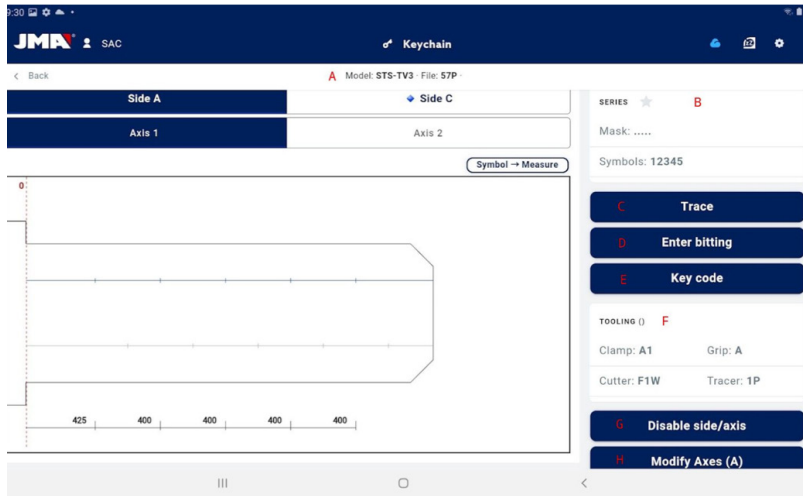 9:30
JMA SAC
Keychain
Back
A Model: STS-TV3 · File: 57P ·
Side A
Side C
Axis 1
Axis 2
Symbol → Measure
0
425 400 400 400 400
SERIES B
Mask: .....
Symbols: 12345
C Trace
D Enter bitting
E Key code
TOOLING () F
Clamp: A1 Grip: A
Cutter: F1W Tracer: 1P
G Disable side/axis
H Modify Axes (A)